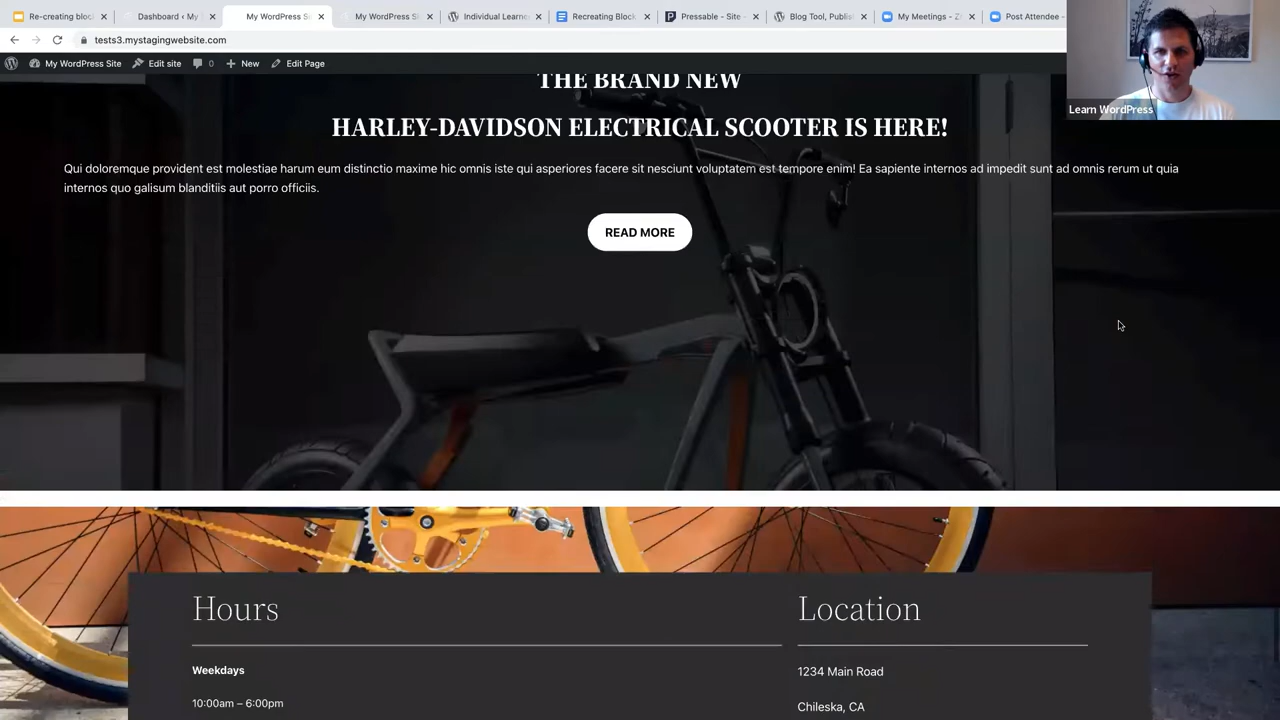 Re-creating bloc
Dashboard ‹ My
My WordPress S
My WordPress Si
Individual Learne
Recreating Block
Pressable - Site -
Blog Tool, Publis
My Meetings - Z
Post Attendee -
tests3.mystagingwebsite.com
My WordPress Site
Edit site
0
New
Edit Page
Learn WordPress
THE BRAND NEW
HARLEY-DAVIDSON ELECTRICAL SCOOTER IS HERE!
Qui doloremque provident est molestiae harum eum distinctio maxime hic omnis iste qui asperiores facere sit nesciunt voluptatem est tempore enim! Ea sapiente internos ad impedit sunt ad omnis rerum ut quia
internos quo galisum blanditiis aut porro officiis.
READ MORE
Hours
Location
Weekdays
1234 Main Road
10:00am – 6:00pm
Chileska, CA